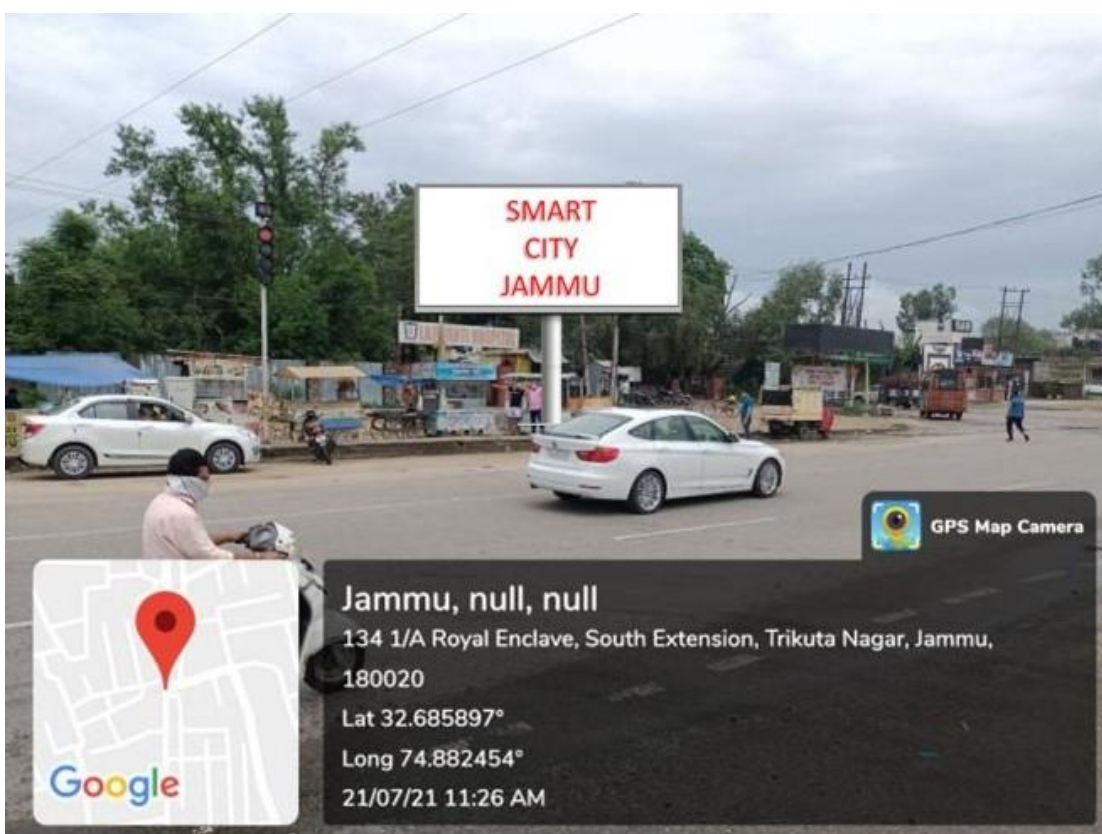 SMART
CITY
JAMMU
GPS Map Camera
Jammu, null, null
134 1/A Royal Enclave, South Extension, Trikuta Nagar, Jammu,
180020
Lat 32.685897°
Long 74.882454°
21/07/21 11:26 AM
Google